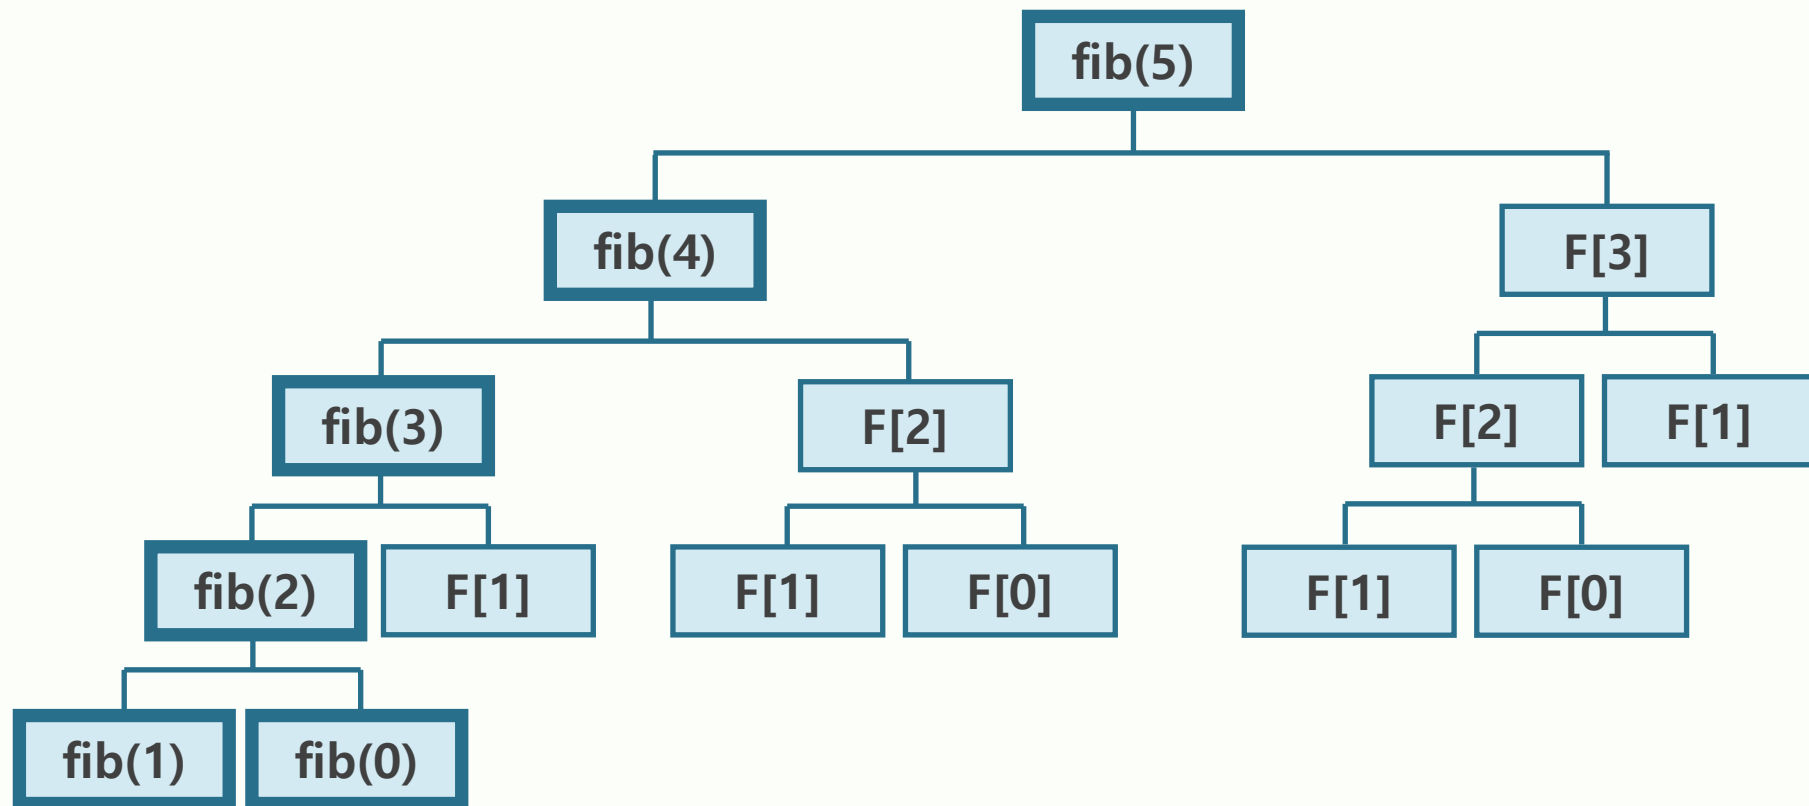 fib(5)
fib(4)
F[3]
fib(3)
F[2]
F[2]
F[1]
fib(2)
F[1]
F[1]
F[0]
F[1]
F[0]
fib(1)
fib(0)